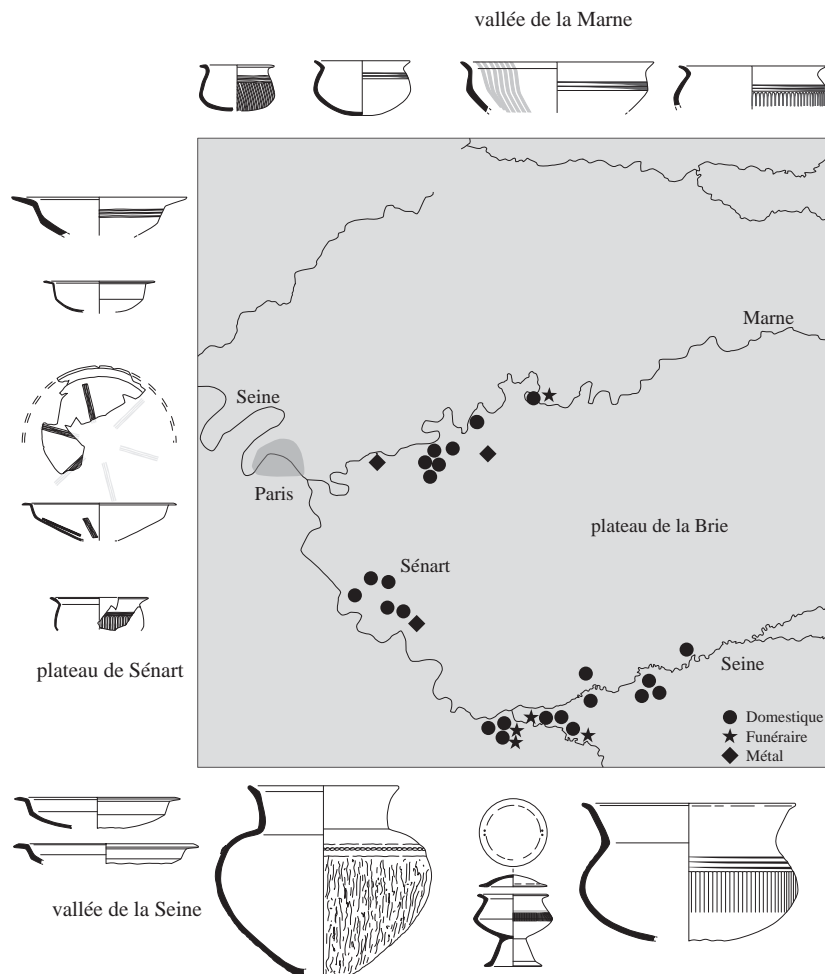 vallée de la Marne
Marne
Seine
Paris
plateau de la Brie
Sénart
plateau de Sénart
Seine
Domestique
Funéraire
Métal
vallée de la Seine